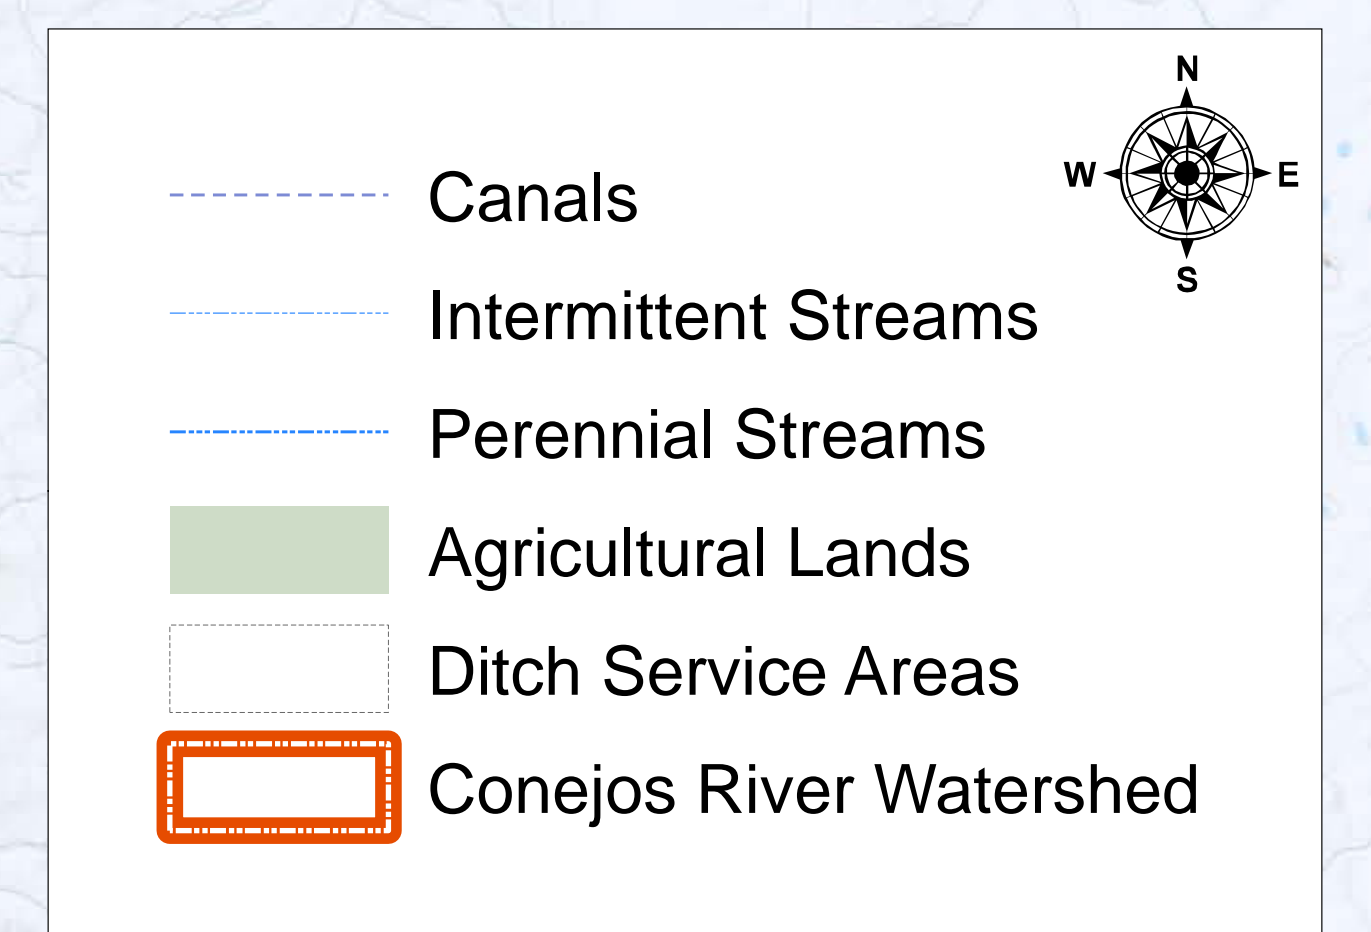 N
W E
S
Canals
Intermittent Streams
Perennial Streams
Agricultural Lands
Ditch Service Areas
Conejos River Watershed